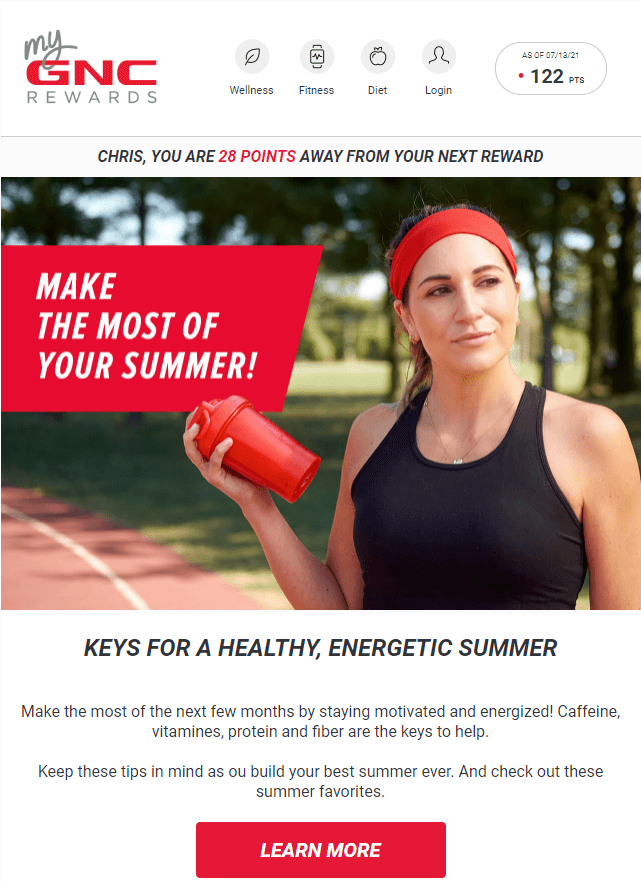 my
GNC
REWARDS
Wellness
Fitness
Diet
Login
AS OF 07/13/21
• 122 PTS
CHRIS, YOU ARE 28 POINTS AWAY FROM YOUR NEXT REWARD
MAKE
THE MOST OF
YOUR SUMMER!
KEYS FOR A HEALTHY, ENERGETIC SUMMER
Make the most of the next few months by staying motivated and energized! Caffeine,
vitamines, protein and fiber are the keys to help.
Keep these tips in mind as ou build your best summer ever. And check out these
summer favorites.
LEARN MORE